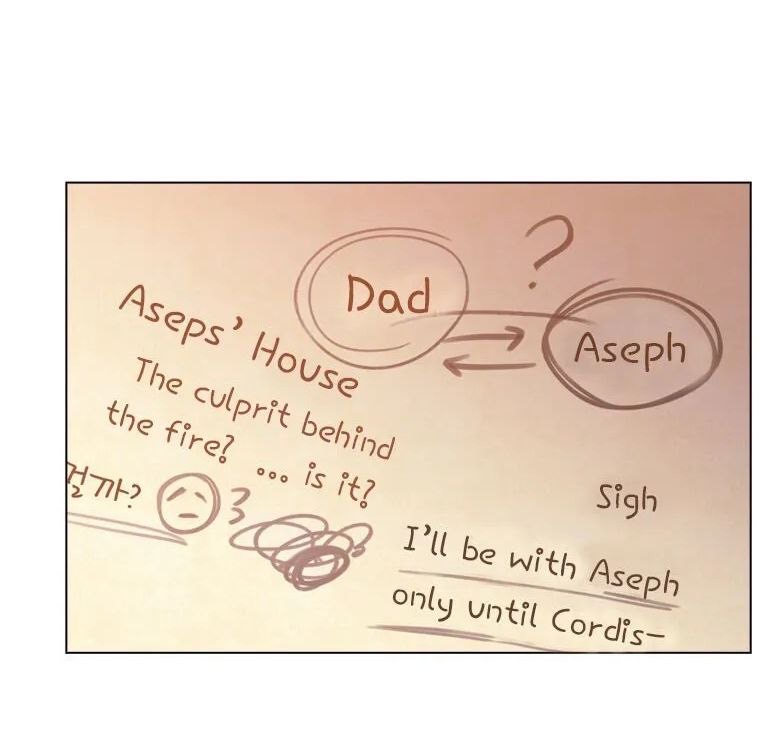 ?
Dad
Aseph
Aseps' House
The culprit behind
the fire? ... is it?
걸까?
Sigh
I'll be with Aseph
only until Cordis–